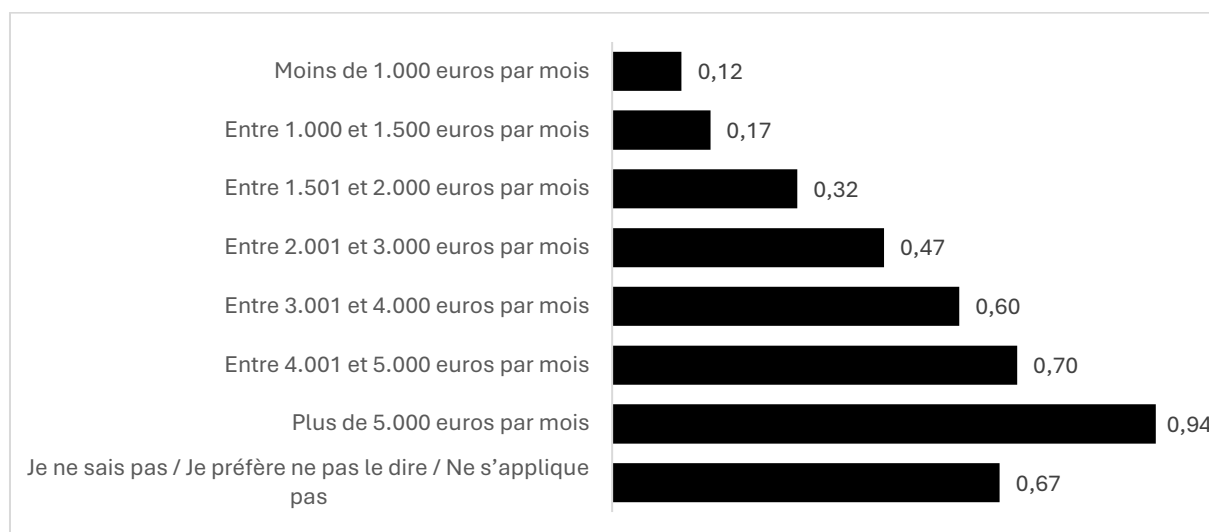 Moins de 1.000 euros par mois 0,12
Entre 1.000 et 1.500 euros par mois 0,17
Entre 1.501 et 2.000 euros par mois 0,32
Entre 2.001 et 3.000 euros par mois 0,47
Entre 3.001 et 4.000 euros par mois 0,60
Entre 4.001 et 5.000 euros par mois 0,70
Plus de 5.000 euros par mois 0,94
Je ne sais pas / Je préfère ne pas le dire / Ne s’applique
pas 0,67